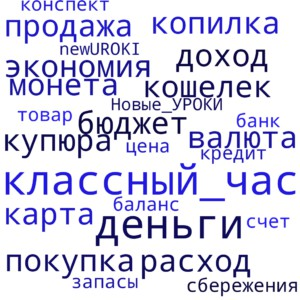 конспект
продажа копилка
newUROKI доход
экономия
монета кошелек
Новые_УРОКИ
товар бюджет банк
купюра цена валюта
кредит
классный_час
карта баланс
деньги счет
покупка расход
запасы сбережения